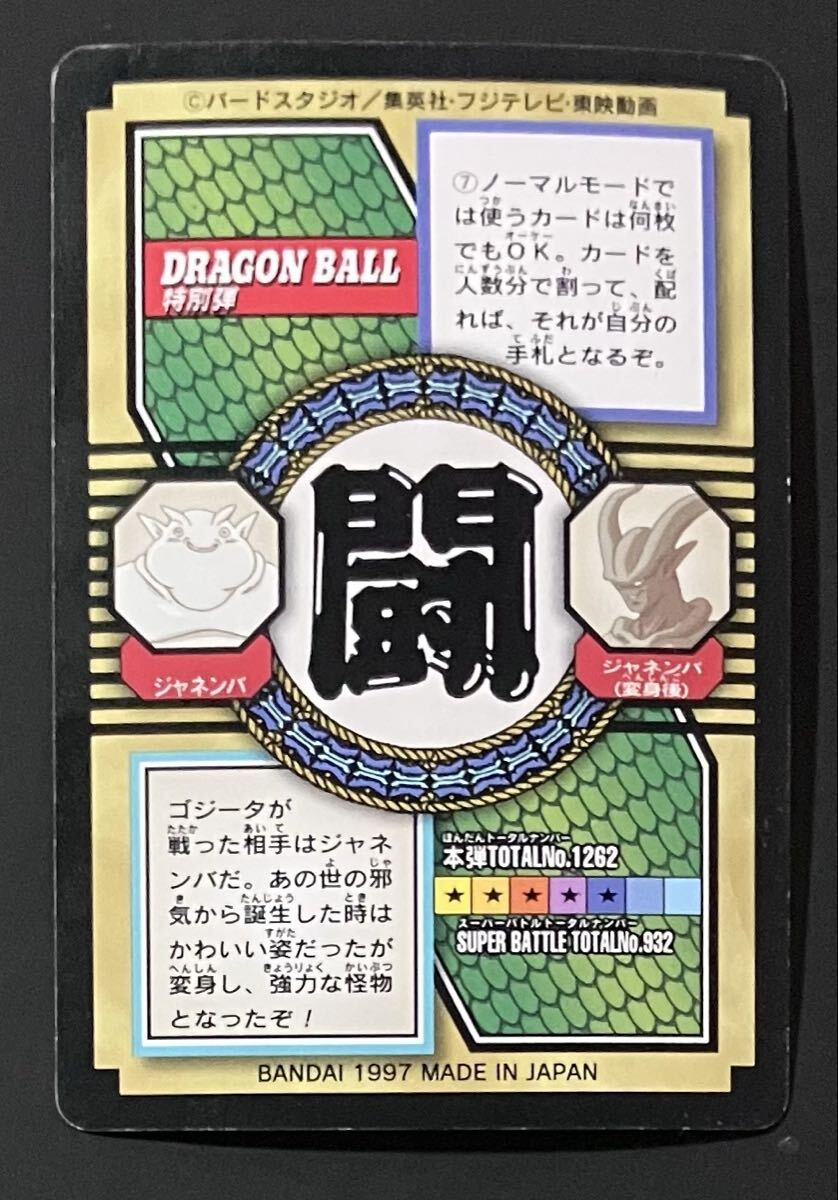 ©バードスタジオ／集英社・フジテレビ・東映動画
DRAGON BALL
特別弾
⑦ノーマルモードで
は使うカードは何枚
でもOK。カードを
人数分で割って、配
れば、それが自分の
手札となるぞ。
闘
ジャネンバ
ジャネンバ
(変身後)
ゴジータが
戦った相手はジャネ
ンバだ。あの世の邪
気から誕生した時は
かわいい姿だったが
変身し、強力な怪物
となったぞ！
ほんだんトータルナンバー
本弾TOTALNo.1262
スーパーバトルトータルナンバー
SUPER BATTLE TOTALNo.932
BANDAI 1997 MADE IN JAPAN